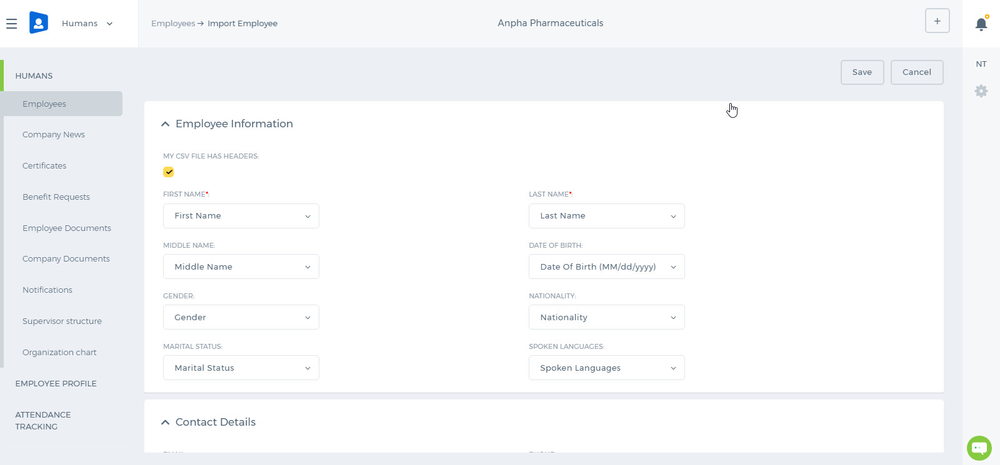 Humans
Employees → Import Employee
Anpha Pharmaceuticals
+
NT
Save
Cancel
HUMANS
Employees
Company News
Certificates
Benefit Requests
Employee Documents
Company Documents
Notifications
Supervisor structure
Organization chart
EMPLOYEE PROFILE
ATTENDANCE
TRACKING
Employee Information
MY CSV FILE HAS HEADERS:
FIRST NAME*:
First Name
LAST NAME*:
Last Name
MIDDLE NAME:
Middle Name
DATE OF BIRTH:
Date Of Birth (MM/dd/yyyy)
GENDER:
Gender
NATIONALITY:
Nationality
MARITAL STATUS:
Marital Status
SPOKEN LANGUAGES:
Spoken Languages
Contact Details